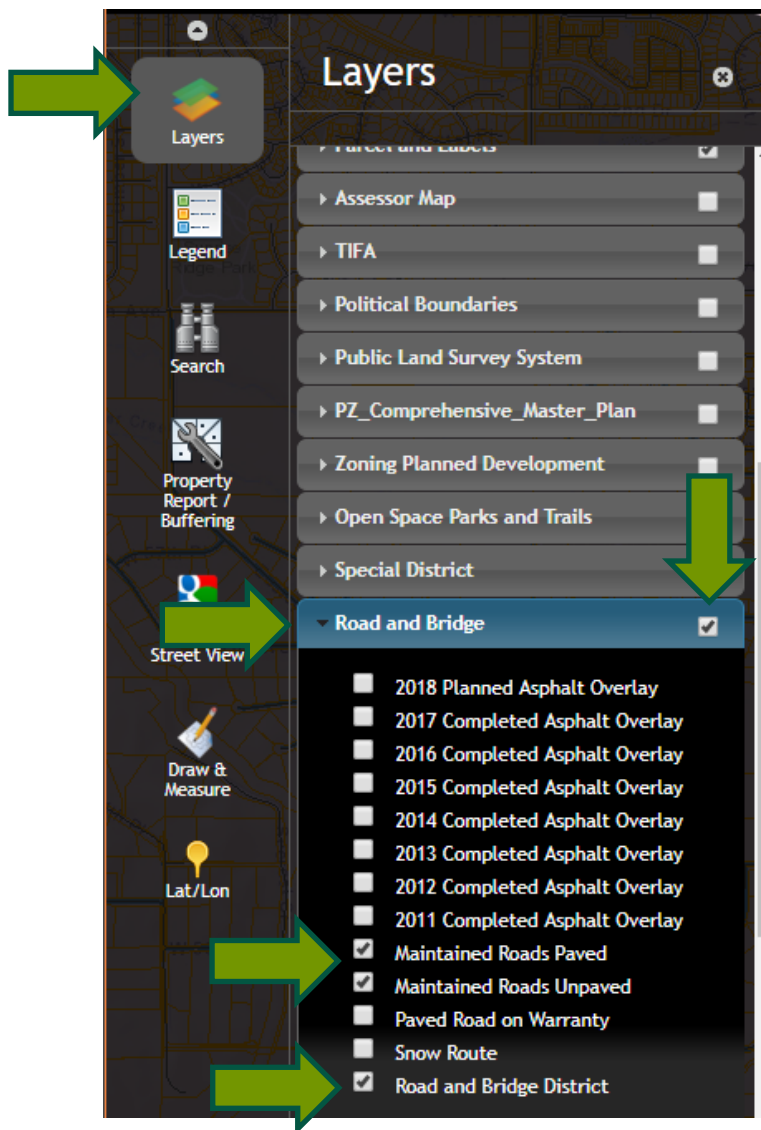 Layers
Layers
Parcel and Labels
Assessor Map
TIFA
Legend
Political Boundaries
Public Land Survey System
Search
PZ_Comprehensive_Master_Plan
Zoning Planned Development
Property
Report /
Buffering
Open Space Parks and Trails
Special District
Road and Bridge
Street View
2018 Planned Asphalt Overlay
2017 Completed Asphalt Overlay
2016 Completed Asphalt Overlay
Draw &
Measure
2015 Completed Asphalt Overlay
2014 Completed Asphalt Overlay
2013 Completed Asphalt Overlay
Lat/Lon
2012 Completed Asphalt Overlay
2011 Completed Asphalt Overlay
Maintained Roads Paved
Maintained Roads Unpaved
Paved Road on Warranty
Snow Route
Road and Bridge District